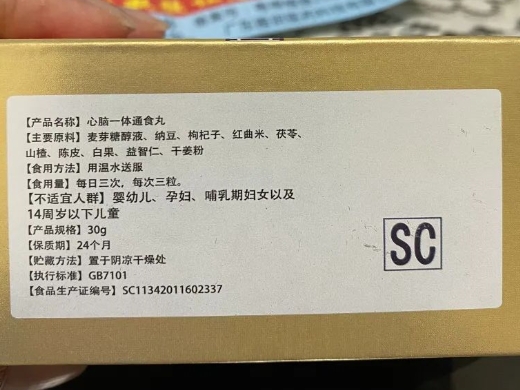 【产品名称】 心脑一体通食丸
【主要原料】 麦芽糖醇液、纳豆、枸杞子、红曲米、茯苓、
山楂、陈皮、白果、益智仁、干姜粉
【食用方法】 用温水送服
【食用量】 每日三次，每次三粒。
【不适宜人群】 婴幼儿、孕妇、哺乳期妇女以及
14周岁以下儿童
【产品规格】 30g
【保质期】 24个月
【贮藏方法】 置于阴凉干燥处
【执行标准】 GB7101
【食品生产证编号】 SC11342011602337
SC